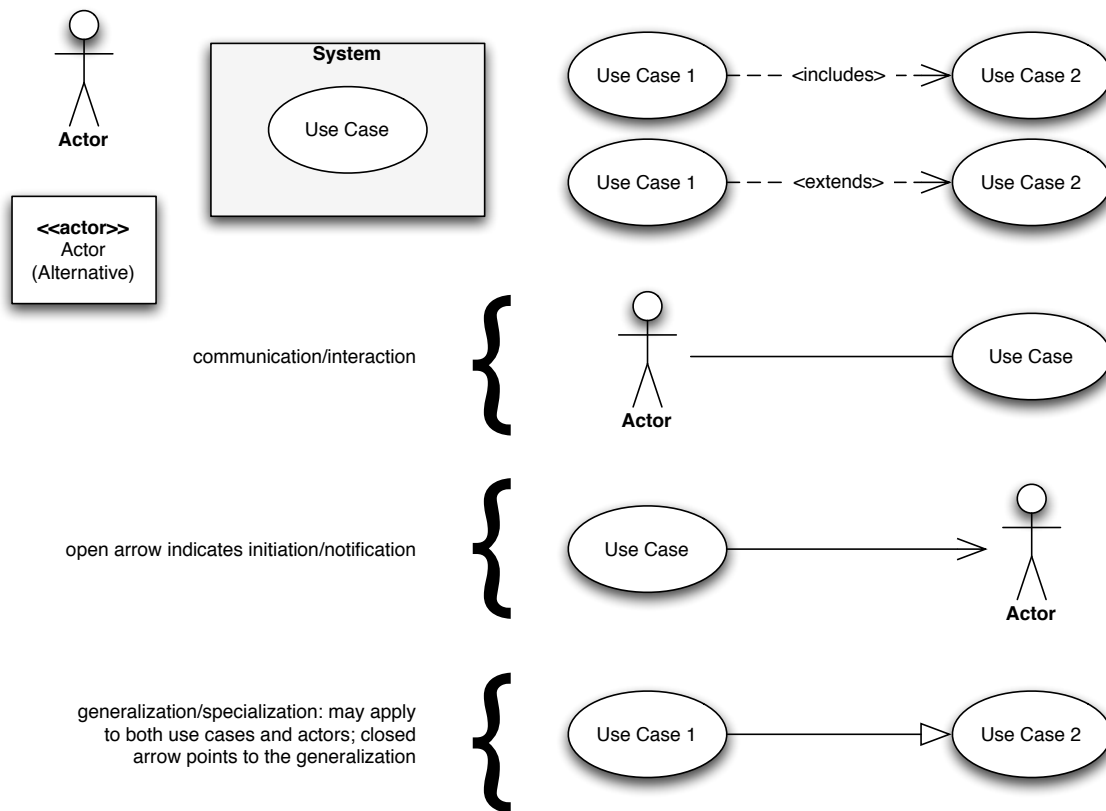 Actor
System
Use Case
Use Case 1
<includes>
Use Case 2
Use Case 1
<extends>
Use Case 2
<<actor>>
Actor
(Alternative)
communication/interaction
Actor
Use Case
open arrow indicates initiation/notification
Use Case
Actor
generalization/specialization: may apply
to both use cases and actors; closed
arrow points to the generalization
Use Case 1
Use Case 2